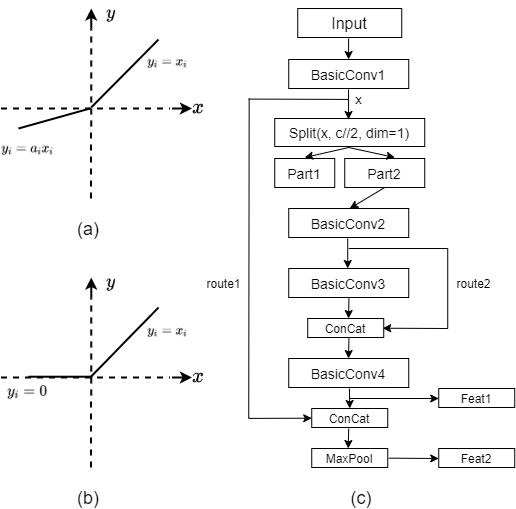 y
x
y_i = x_i
y_i = a_i x_i
(a)
y
x
y_i = x_i
y_i = 0
(b)
Input
BasicConv1
x
Split(x, c//2, dim=1)
Part1
Part2
BasicConv2
route1
BasicConv3
route2
ConCat
BasicConv4
Feat1
ConCat
MaxPool
Feat2
(c)